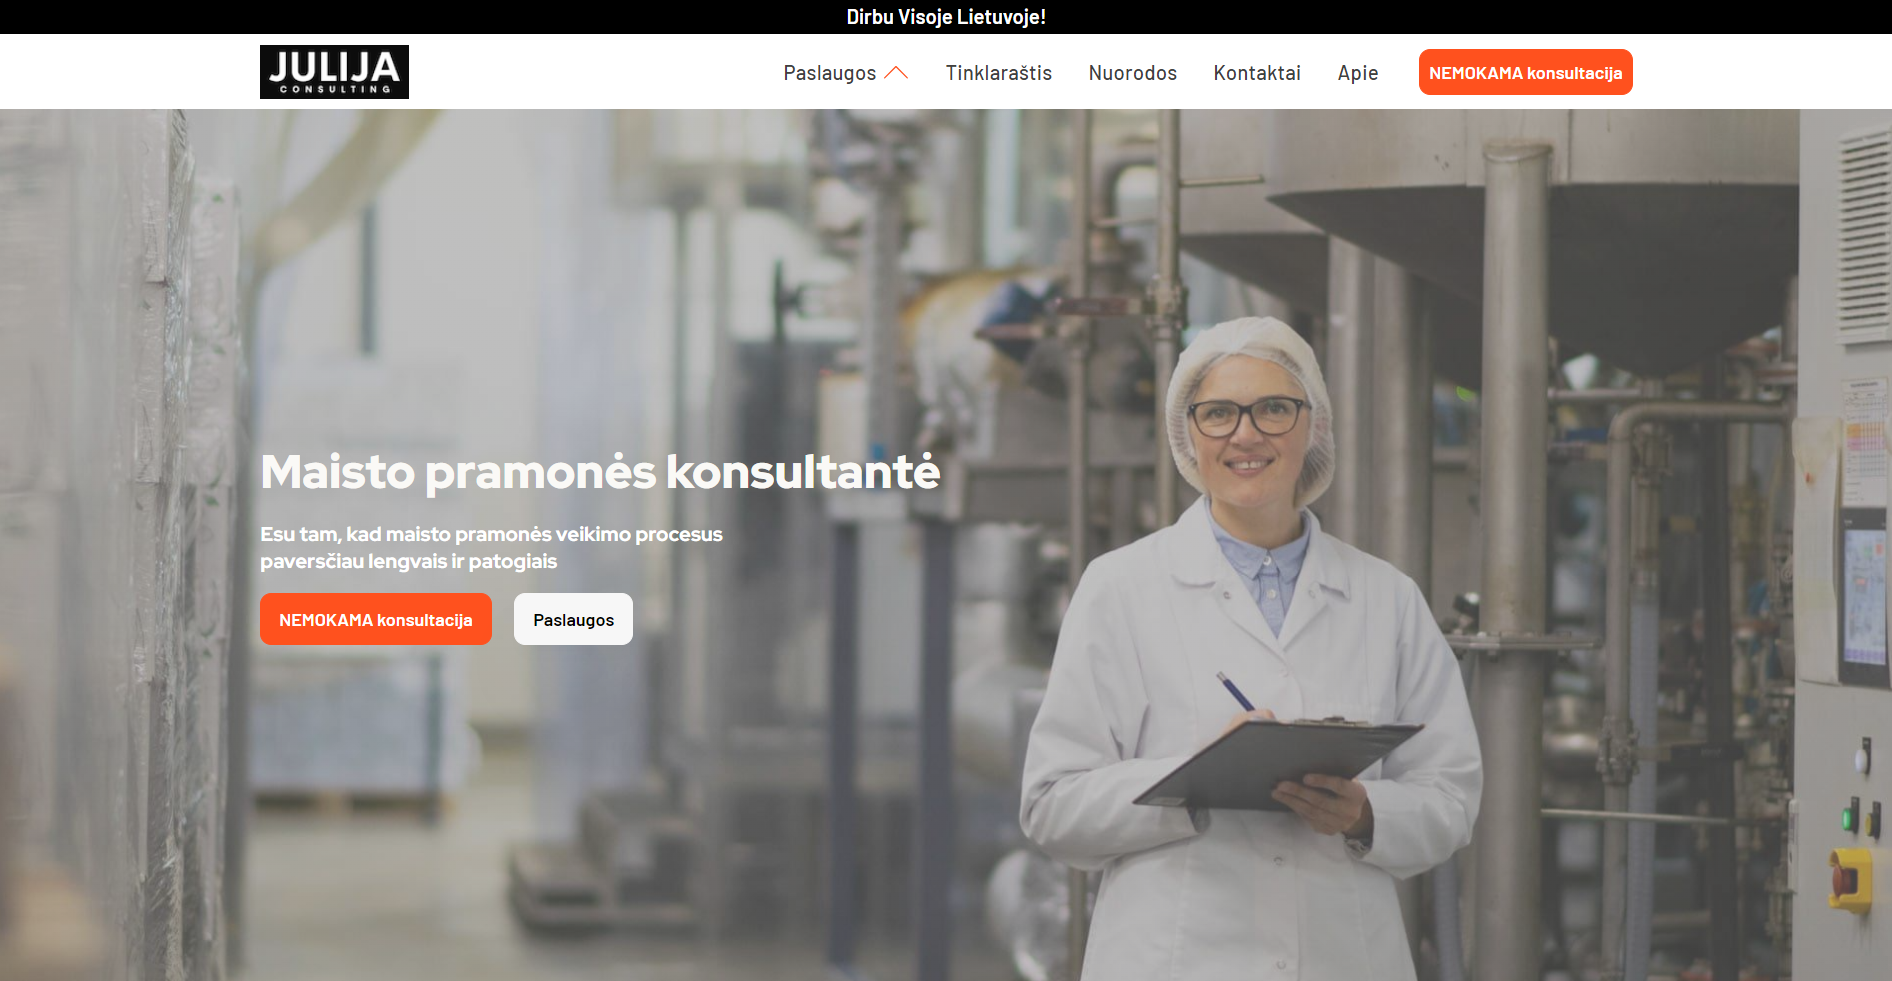 Dirbu Visoje Lietuvoje!
JULIJA
CONSULTING
Paslaugos Tinklaraštis Nuorodos Kontaktai Apie NEMOKAMA konsultacija
Maisto pramonės konsultantė
Esu tam, kad maisto pramonės veikimo procesus
paversčiau lengvais ir patogiais
NEMOKAMA konsultacija Paslaugos